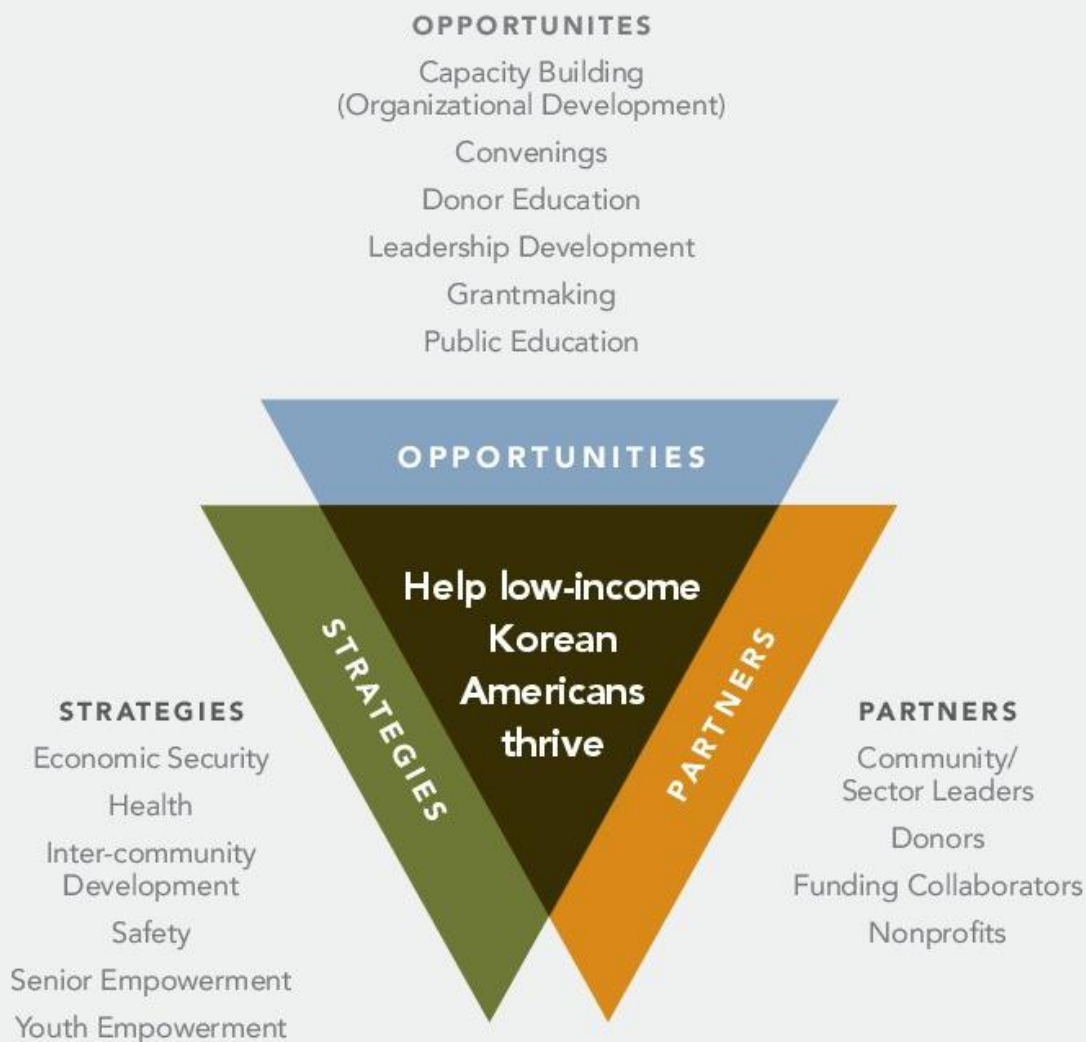 OPPORTUNITES
Capacity Building
(Organizational Development)
Convenings
Donor Education
Leadership Development
Grantmaking
Public Education
OPPORTUNITIES
Help low-income
Korean
Americans
thrive
STRATEGIES
PARTNERS
STRATEGIES
Economic Security
Health
Inter-community
Development
Safety
Senior Empowerment
Youth Empowerment
PARTNERS
Community/
Sector Leaders
Donors
Funding Collaborators
Nonprofits